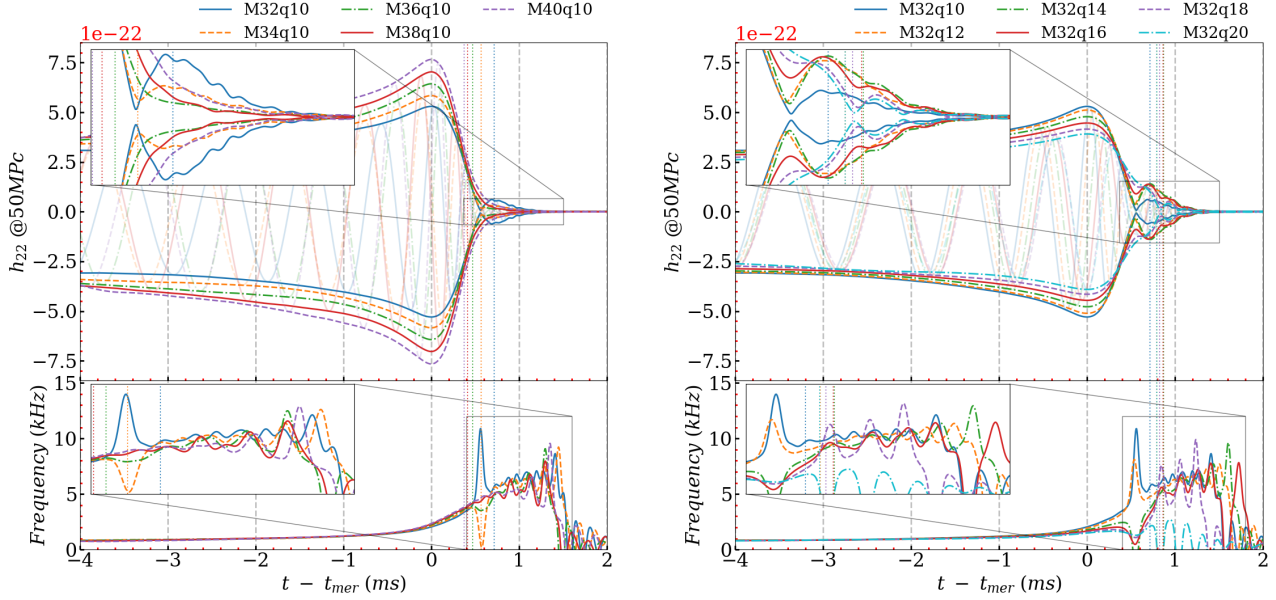 M32q10 M36q10 M40q10
M34q10 M38q10
1e−22
7.5
5.0
2.5
0.0
−2.5
−5.0
−7.5
h22 @50MPc
15
10
5
0
Frequency (kHz)
−4 −3 −2 −1 0 1 2
t − tmer (ms)
M32q10 M32q14 M32q18
M32q12 M32q16 M32q20
1e−22
7.5
5.0
2.5
0.0
−2.5
−5.0
−7.5
h22 @50MPc
15
10
5
0
Frequency (kHz)
−4 −3 −2 −1 0 1 2
t − tmer (ms)